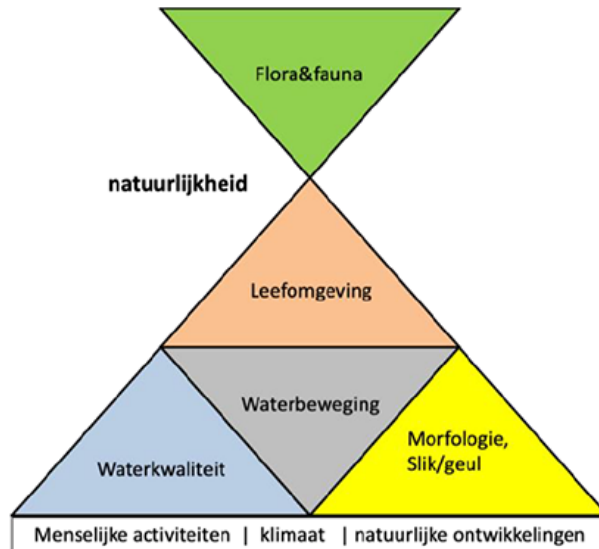 Flora&fauna
natuurlijkheid
Leefomgeving
Waterbeweging
Morfologie,
Slik/geul
Waterkwaliteit
Menselijke activiteiten | klimaat | natuurlijke ontwikkelingen